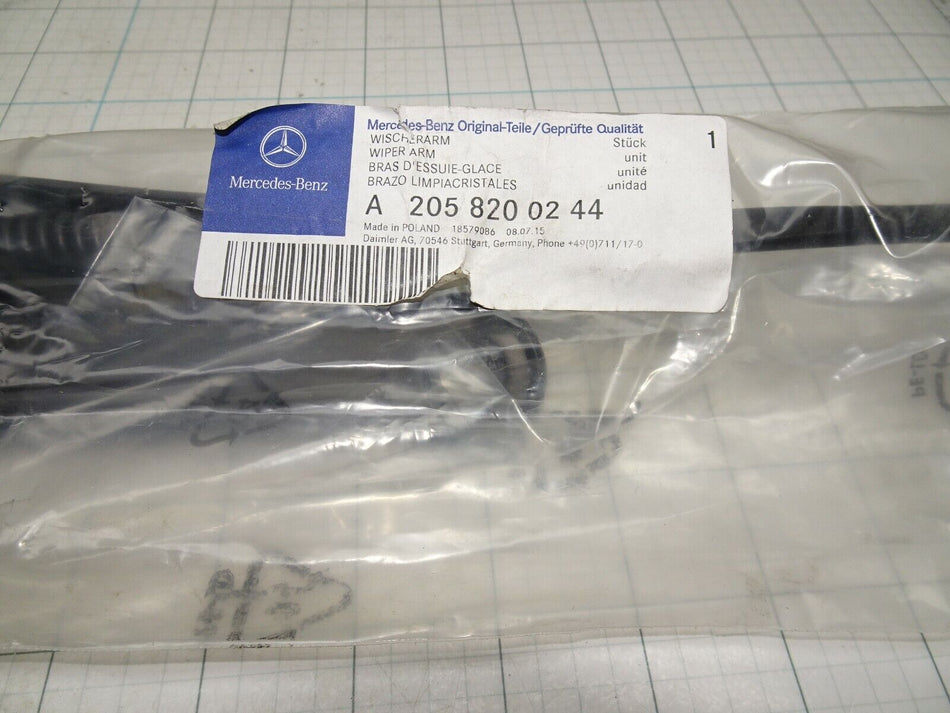 Mercedes-Benz
Mercedes-Benz Original-Teile/Geprüfte Qualität
WISCHERARM Stück 1
WIPER ARM unit
BRAS D'ESSUIE-GLACE unité
BRAZO LIMPIACRISTALES unidad
A 205 820 02 44
Made in POLAND 18579086 08.07.15
Daimler AG, 70546 Stuttgart, Germany, Phone +49(0)711/17-0